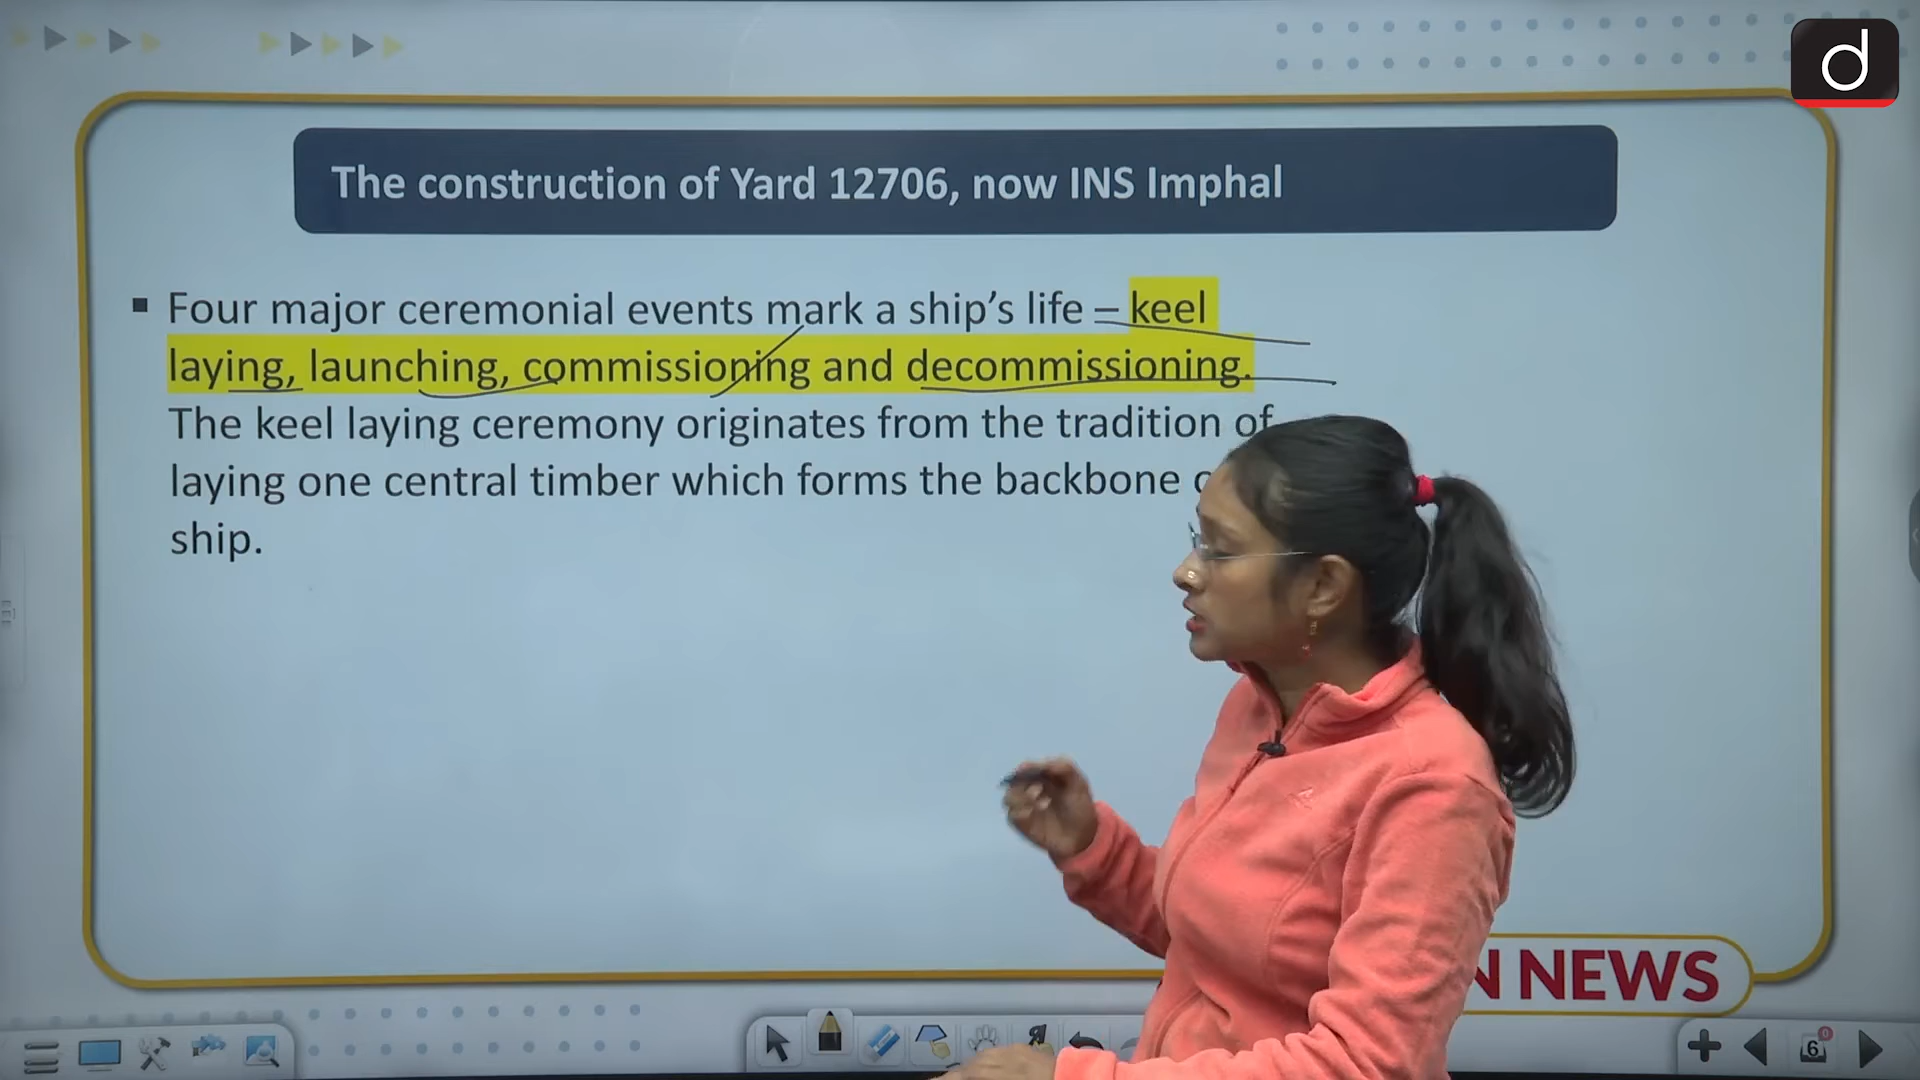 d
The construction of Yard 12706, now INS Imphal
▪ Four major ceremonial events mark a ship’s life – keel
laying, launching, commissioning and decommissioning.
The keel laying ceremony originates from the tradition of
laying one central timber which forms the backbone
ship.
N NEWS
6
0